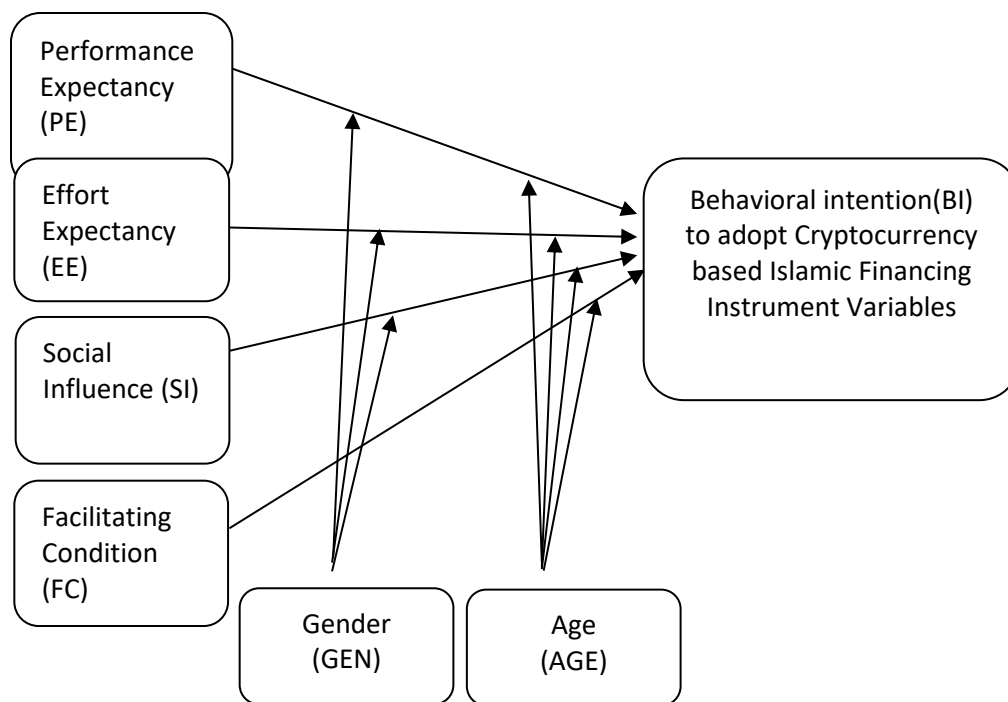 Performance
Expectancy
(PE)
Effort
Expectancy
(EE)
Social
Influence (SI)
Facilitating
Condition
(FC)
Behavioral intention(BI)
to adopt Cryptocurrency
based Islamic Financing
Instrument Variables
Gender
(GEN)
Age
(AGE)